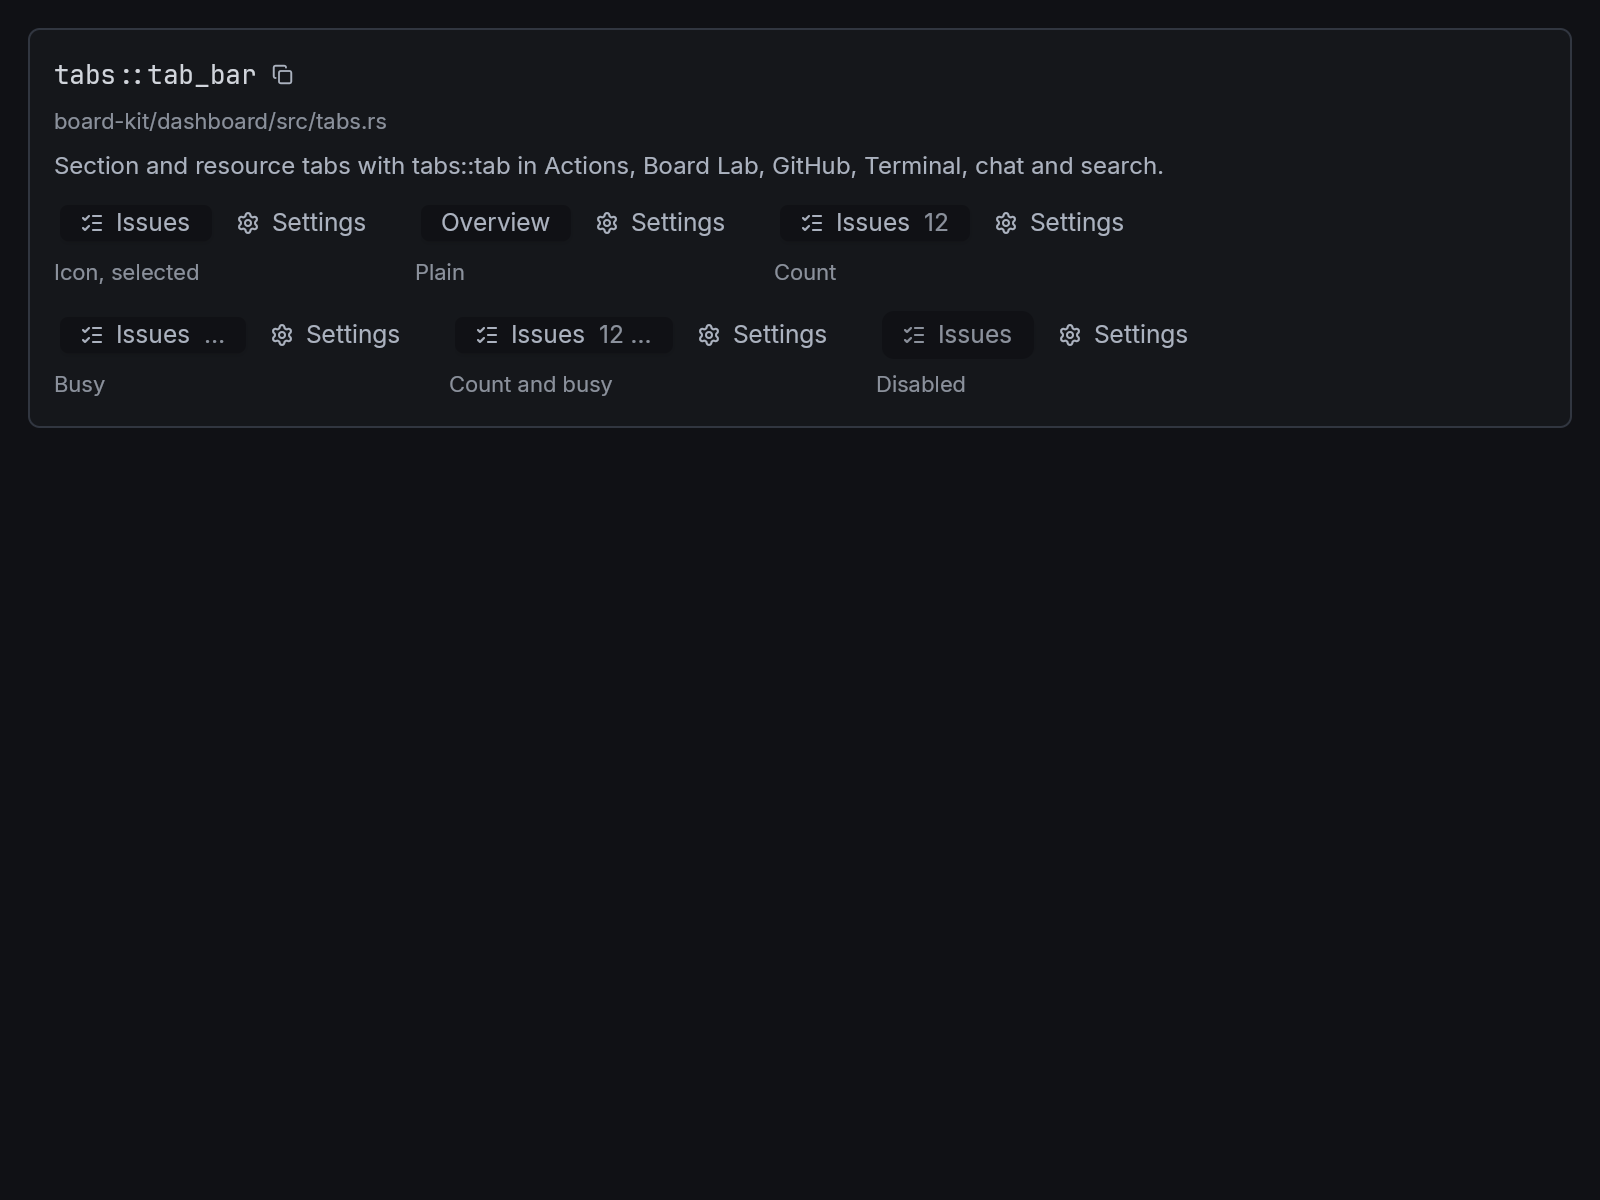 tabs::tab_bar
board-kit/dashboard/src/tabs.rs
Section and resource tabs with tabs::tab in Actions, Board Lab, GitHub, Terminal, chat and search.
Issues Settings Overview Settings Issues 12 Settings
Icon, selected Plain Count
Issues ... Settings Issues 12 ... Settings Issues Settings
Busy Count and busy Disabled